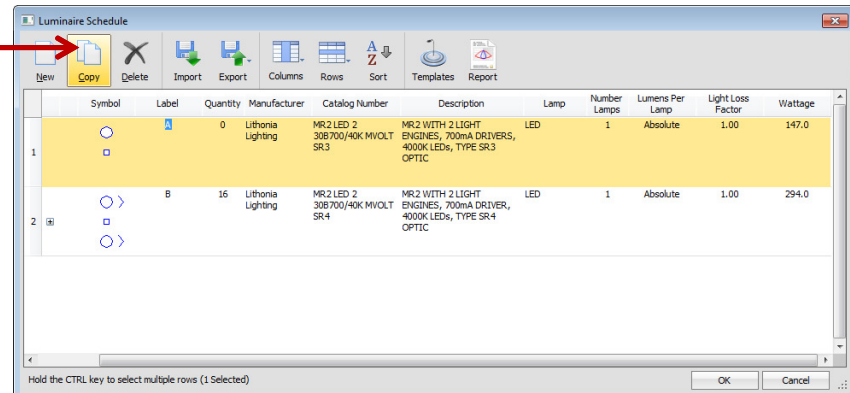 Luminaire Schedule
New Copy Delete Import Export Columns Rows Sort Templates Report
Symbol Label Quantity Manufacturer Catalog Number Description Lamp Number Lamps Lumens Per Lamp Light Loss Factor Wattage
1 A 0 Lithonia Lighting MR2 LED 2 30B700/40K MVOLT SR3 MR2 WITH 2 LIGHT ENGINES, 700mA DRIVERS, 4000K LEDs, TYPE SR3 OPTIC LED 1 Absolute 1.00 147.0
2 B 16 Lithonia Lighting MR2 LED 2 30B700/40K MVOLT SR4 MR2 WITH 2 LIGHT ENGINES, 700mA DRIVER, 4000K LEDs, TYPE SR4 OPTIC LED 1 Absolute 1.00 294.0
Hold the CTRL key to select multiple rows (1 Selected)
OK Cancel